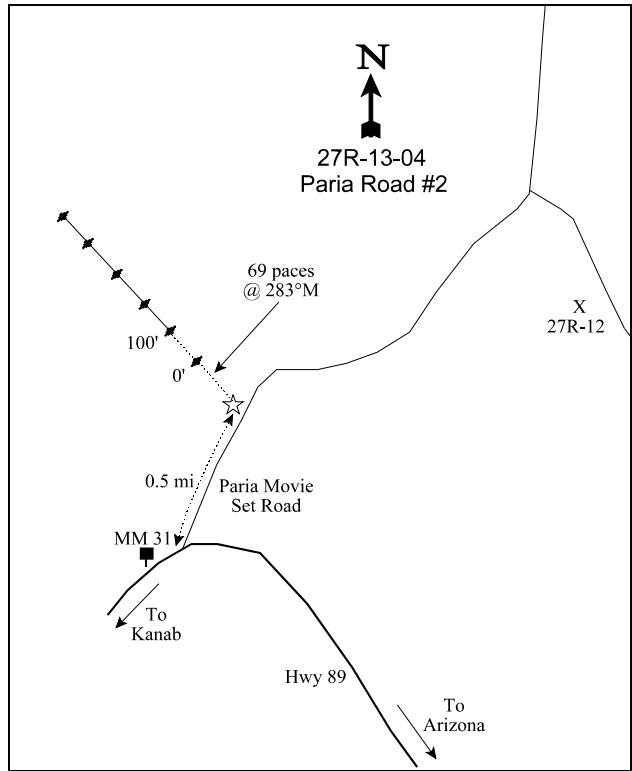 N
27R-13-04
Paria Road #2
69 paces
@ 283°M
X
27R-12
100'
0'
0.5 mi
Paria Movie
Set Road
MM 31
To
Kanab
Hwy 89
To
Arizona